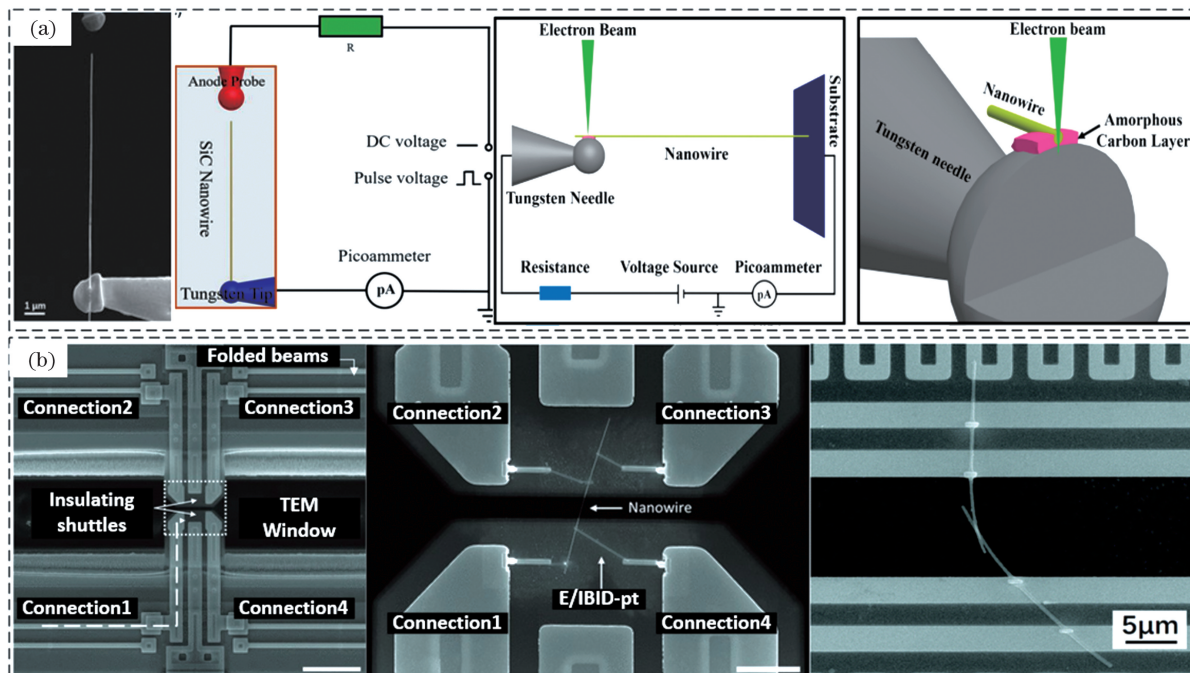 (a)
1 μm
Anode Probe
SiC Nanowire
Tungsten Tip
R
DC voltage
Pulse voltage
Picoammeter
pA
Electron Beam
Substrate
Nanowire
Tungsten Needle
Resistance
Voltage Source
Picoammeter
pA
Electron beam
Nanowire
Amorphous
Carbon Layer
Tungsten needle
(b)
Folded beams
Connection2
Connection3
Insulating
shuttles
TEM
Window
Connection1
Connection4
Connection2
Connection3
Nanowire
E/IBID-pt
Connection1
Connection4
5μm